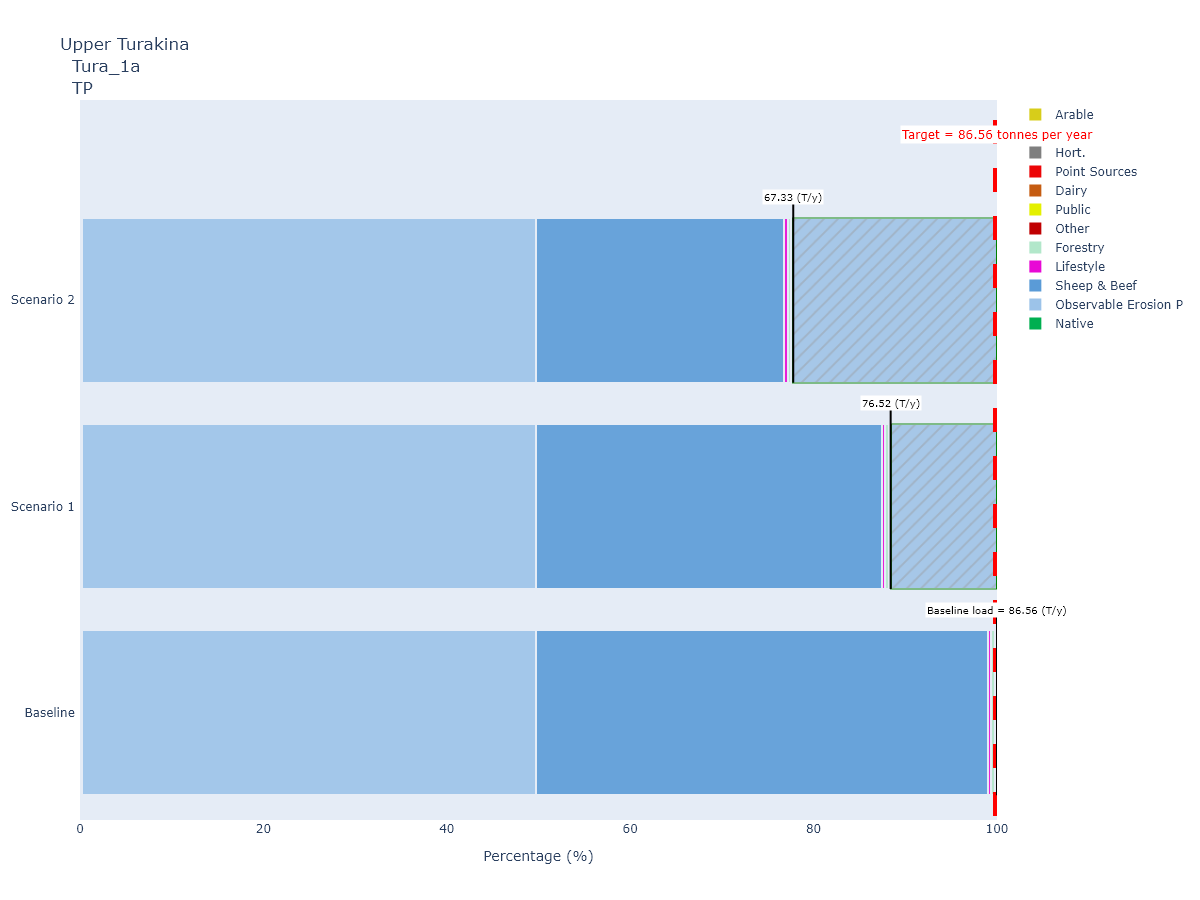 Upper Turakina
Tura_1a
TP
Arable
Target = 86.56 tonnes per year
Hort.
Point Sources
Dairy
Public
Other
Forestry
Lifestyle
Sheep & Beef
Observable Erosion P
Native
67.33 (T/y)
Scenario 2
76.52 (T/y)
Scenario 1
Baseline load = 86.56 (T/y)
Baseline
0 20 40 60 80 100
Percentage (%)